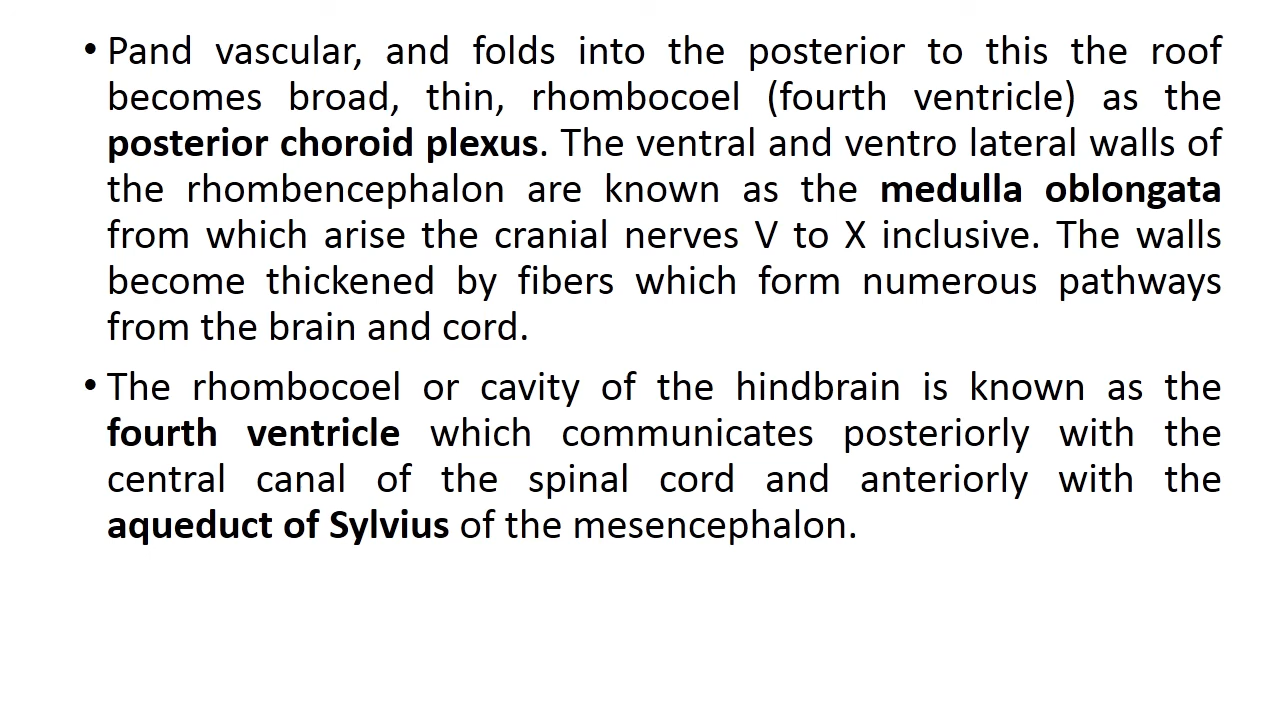 • Pand vascular, and folds into the posterior to this the roof
becomes broad, thin, rhombocoel (fourth ventricle) as the
posterior choroid plexus. The ventral and ventro lateral walls of
the rhombencephalon are known as the medulla oblongata
from which arise the cranial nerves V to X inclusive. The walls
become thickened by fibers which form numerous pathways
from the brain and cord.
• The rhombocoel or cavity of the hindbrain is known as the
fourth ventricle which communicates posteriorly with the
central canal of the spinal cord and anteriorly with the
aqueduct of Sylvius of the mesencephalon.